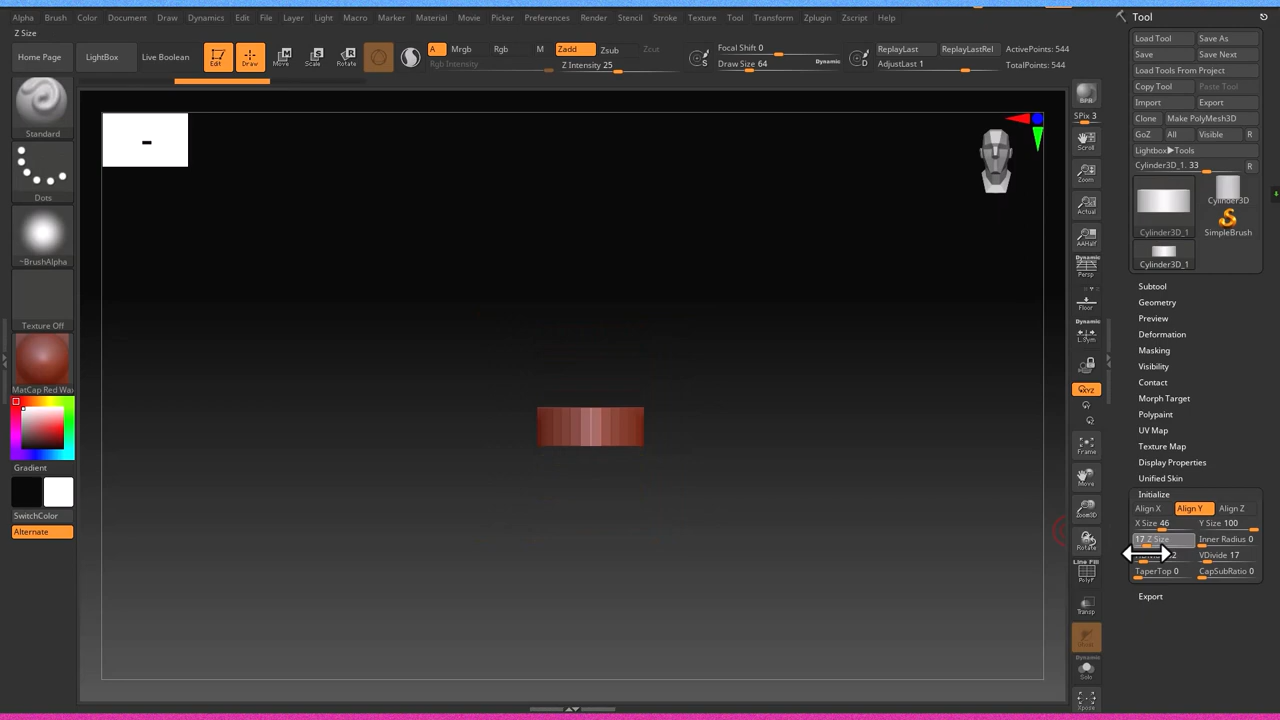 Alpha Brush Color Document Draw Dynamics Edit File Layer Light Macro Marker Material Movie Picker Preferences Render Stencil Stroke Texture Tool Transform Zplugin Zscript Help
Z Size
Home Page LightBox Live Boolean Edit Draw Move Scale Rotate
A Mrgb Rgb M Zadd Zsub Zcut
Rgb Intensity Z Intensity 25
S Focal Shift 0
Draw Size 64 Dynamic
D ReplayLast ReplayLastRel
AdjustLast 1
ActivePoints: 544
TotalPoints: 544
Standard
Dots
~BrushAlpha
Texture Off
MatCap Red Wax
Gradient
SwitchColor
Alternate
-
BPR
SPix 3
Scroll
Zoom
Actual
AAHalf
Dynamic
Persp
Floor
Dynamic
L.Sym
XYZ
Frame
Move
Zoom3D
Rotate
Line Fill
PolyF
Transp
Dynamic
Solo
Xpose
Tool
Load Tool Save As
Save Save Next
Load Tools From Project
Copy Tool Paste Tool
Import Export
Clone Make PolyMesh3D
GoZ All Visible R
Lightbox▶Tools
Cylinder3D_1. 33 R
Cylinder3D_1 Cylinder3D
SimpleBrush
Cylinder3D_1
Subtool
Geometry
Preview
Deformation
Masking
Visibility
Contact
Morph Target
Polypaint
UV Map
Texture Map
Display Properties
Unified Skin
Initialize
Align X Align Y Align Z
X Size 46 Y Size 100
17 Z Size Inner Radius 0
VDivide 17
TaperTop 0 CapSubRatio 0
Export